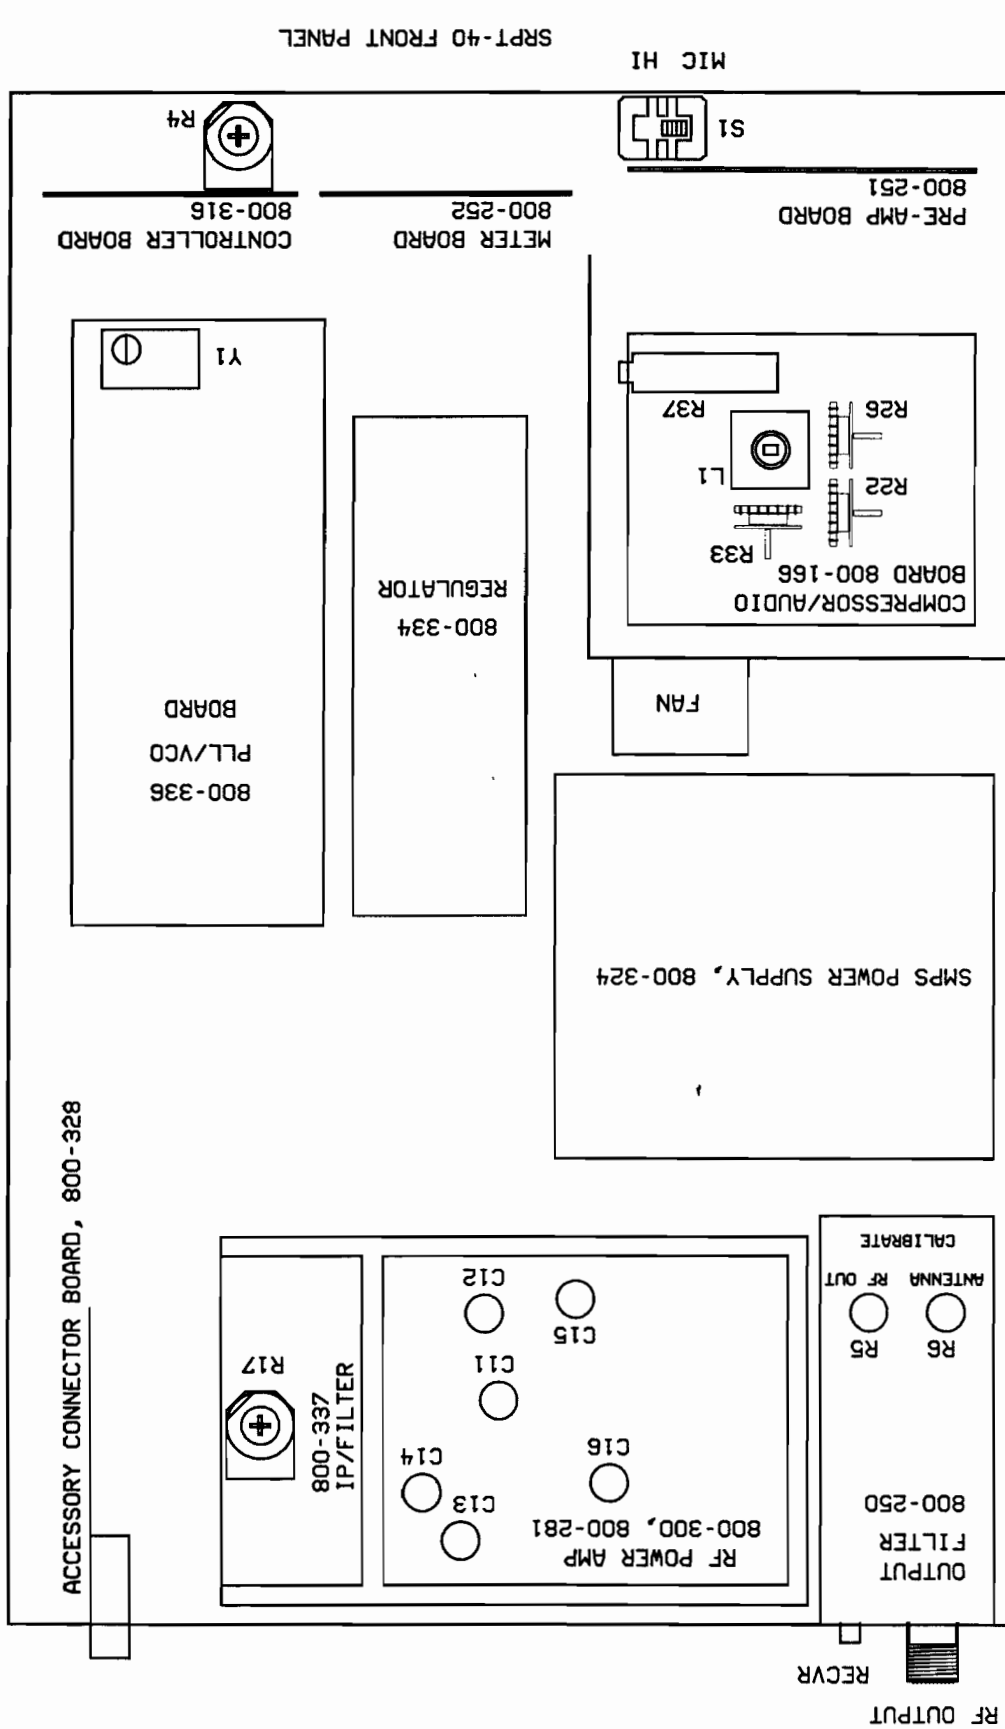 RF OUTPUT
RECVR
OUTPUT
FILTER
800-250
R6
R5
ANTENNA
RF OUT
CALIBRATE
RF POWER AMP
800-300, 800-281
C13
C14
C16
C11
C15
C12
800-337
IP/FILTER
R17
ACCESSORY CONNECTOR BOARD, 800-328
SMPS POWER SUPPLY, 800-324
800-336
PLL/VCO
BOARD
Y1
FAN
800-334
REGULATOR
COMPRESSOR/AUDIO
BOARD 800-166
R33
R22
L1
R26
R37
PRE-AMP BOARD
800-251
METER BOARD
800-252
CONTROLLER BOARD
800-316
S1
R4
MIC HI
SRPT-40 FRONT PANEL